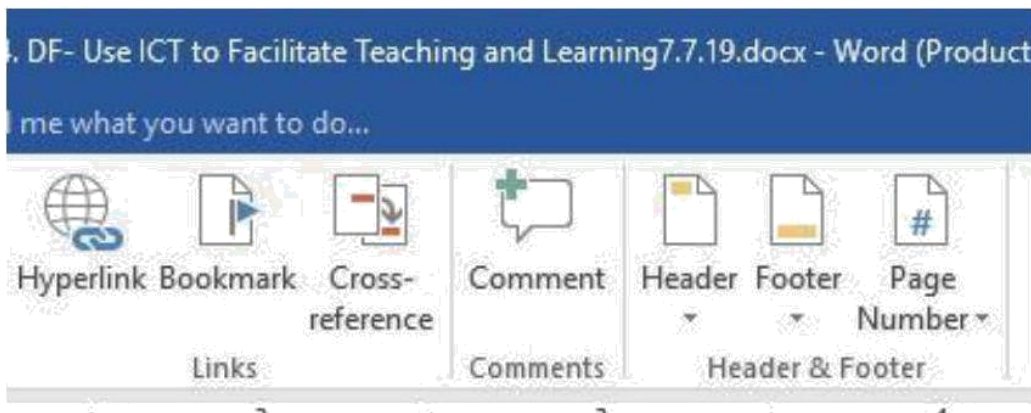 . DF- Use ICT to Facilitate Teaching and Learning7.7.19.docx - Word (Product
me what you want to do...
Hyperlink Bookmark Cross-reference Comment Header Footer Page Number
#
Links Comments Header & Footer